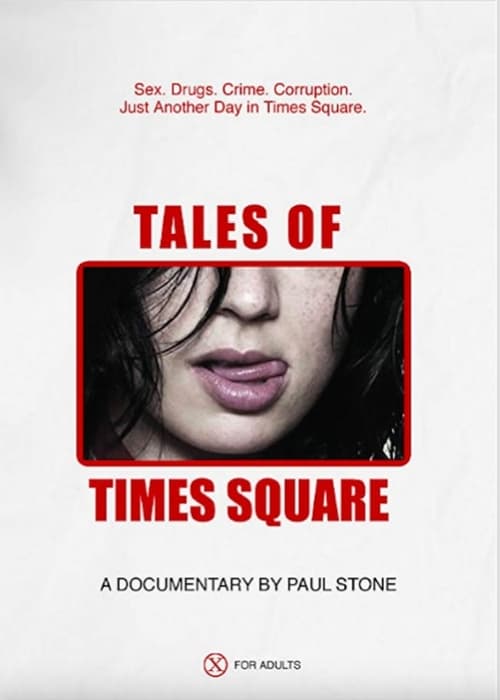 Sex. Drugs. Crime. Corruption.
Just Another Day in Times Square.
TALES OF
TIMES SQUARE
A DOCUMENTARY BY PAUL STONE
X FOR ADULTS